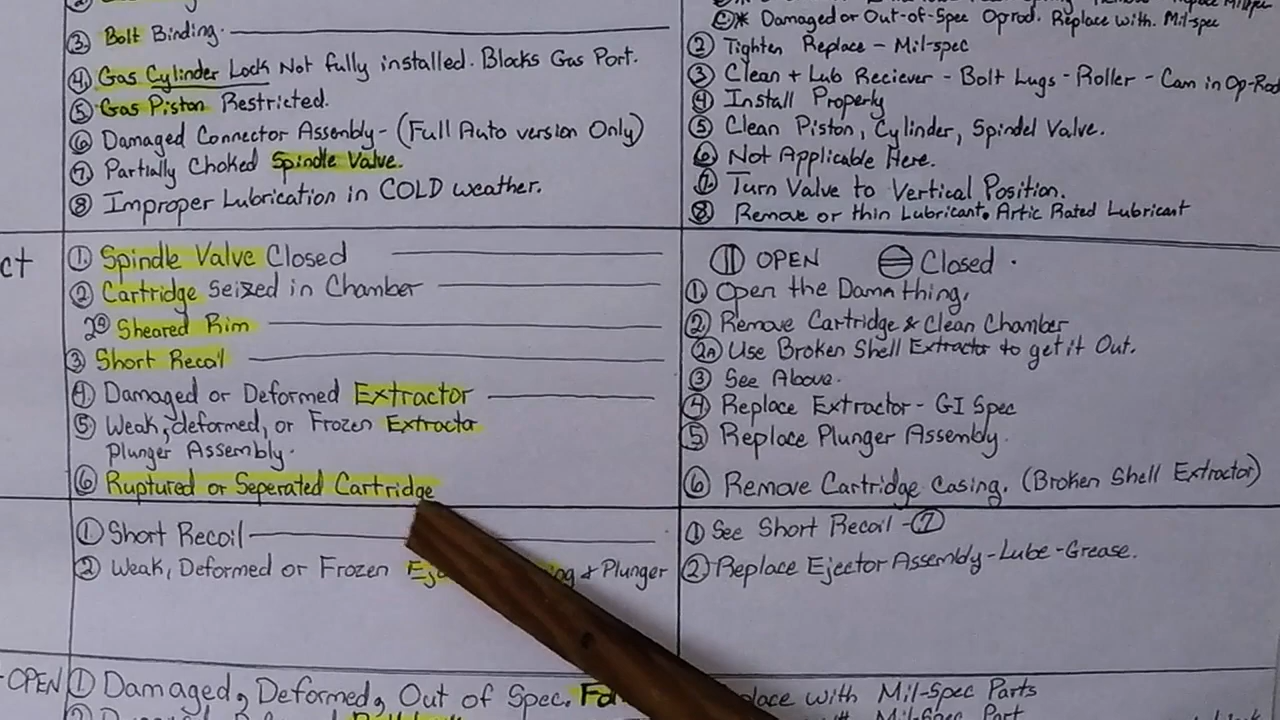 ③ Bolt Binding.
④ Gas Cylinder Lock Not fully installed. Blocks Gas Port.
⑤ Gas Piston Restricted.
⑥ Damaged Connector Assembly - (Full Auto version Only)
⑦ Partially Choked Spindle Valve.
⑧ Improper Lubrication in COLD weather.
©* Damaged or Out-of-Spec Oprod. Replace with. Mil-spec
② Tighten Replace - Mil-spec
③ Clean + Lub Reciever - Bolt Lugs - Roller - Cam in Op-Rod
④ Install Properly
⑤ Clean Piston, Cylinder, Spindel Valve.
⑥ Not Applicable Here.
⑦ Turn Valve to Vertical Position.
⑧ Remove or thin Lubricant. Artic Rated Lubricant
ct
① Spindle Valve Closed
② Cartridge Seized in Chamber
2ⓐ Sheared Rim
③ Short Recoil
④ Damaged or Deformed Extractor
⑤ Weak, deformed, or Frozen Extractor
Plunger Assembly.
⑥ Ruptured or Seperated Cartridge
OPEN Closed.
① Open the Damn thing.
② Remove Cartridge & Clean Chamber
2A Use Broken Shell Extractor to get it Out.
③ See Above.
④ Replace Extractor - GI Spec
⑤ Replace Plunger Assembly.
⑥ Remove Cartridge Casing. (Broken Shell Extractor)
① Short Recoil
② Weak, Deformed or Frozen & Plunger
① See Short Recoil - ⑦
② Replace Ejector Assembly - Lube - Grease.
-OPEN
① Damaged, Deformed, Out of Spec.
with Mil-Spec Parts
Mil-Spec Part